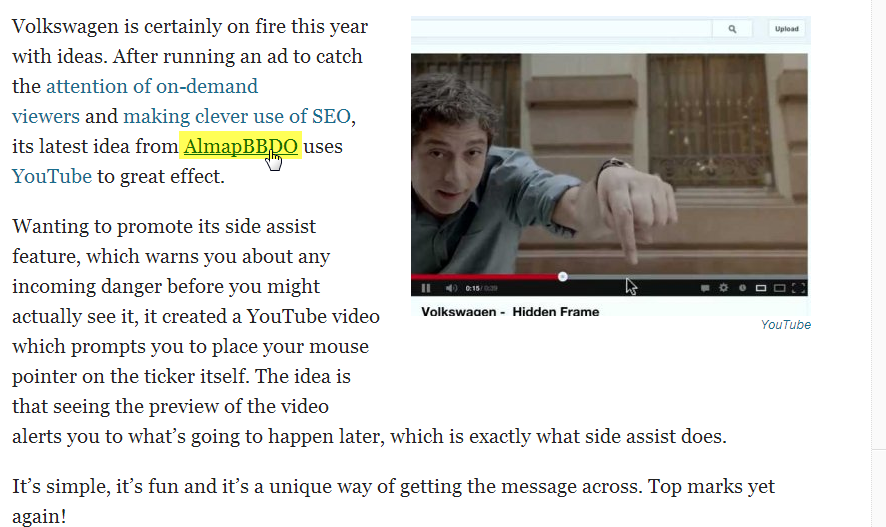 Volkswagen is certainly on fire this year
with ideas. After running an ad to catch
the attention of on-demand
viewers and making clever use of SEO,
its latest idea from AlmapBBDO uses
YouTube to great effect.
Upload
0:15/0:39
Volkswagen - Hidden Frame
YouTube
Wanting to promote its side assist
feature, which warns you about any
incoming danger before you might
actually see it, it created a YouTube video
which prompts you to place your mouse
pointer on the ticker itself. The idea is
that seeing the preview of the video
alerts you to what’s going to happen later, which is exactly what side assist does.
It’s simple, it’s fun and it’s a unique way of getting the message across. Top marks yet
again!